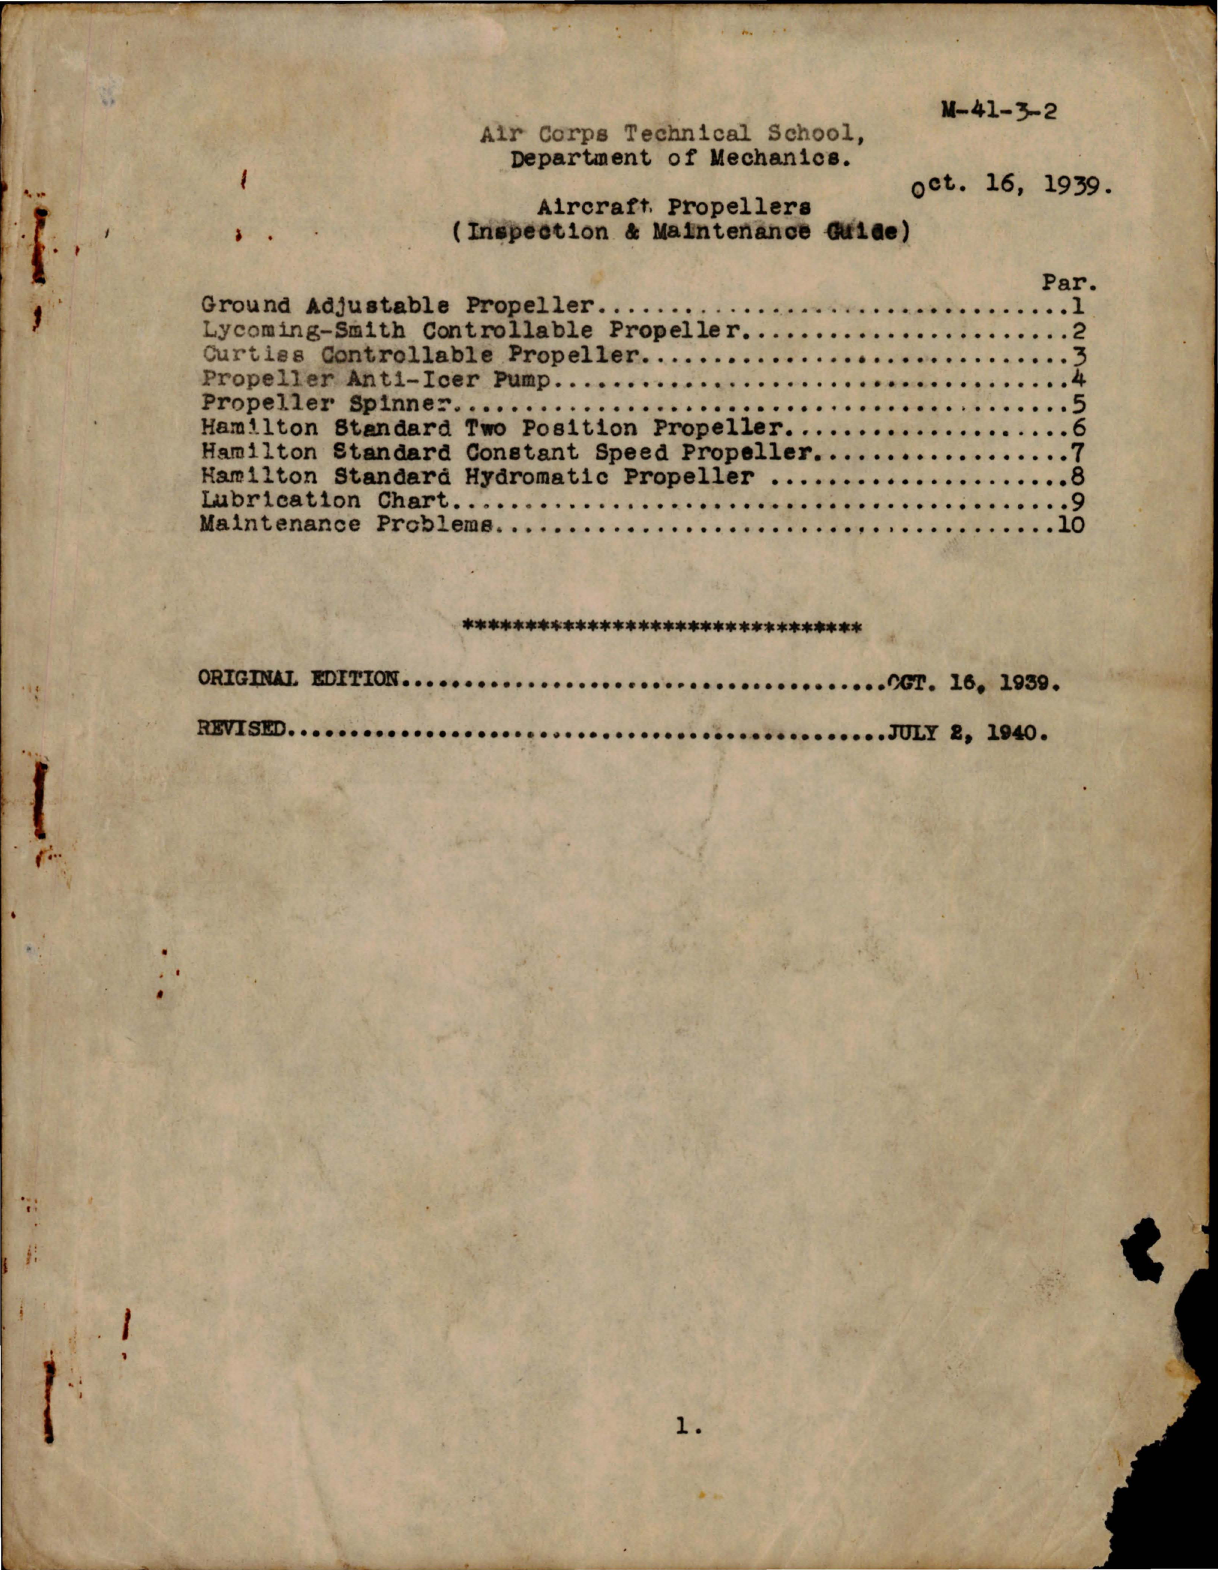 M-41-3-2
Air Corps Technical School,
Department of Mechanics.
Oct. 16, 1939.
Aircraft Propellers
(Inspection & Maintenance Guide)
Par.
Ground Adjustable Propeller.................................1
Lycoming-Smith Controllable Propeller.......................2
Curtiss Controllable Propeller..............................3
Propeller Anti-Icer Pump....................................4
Propeller Spinner...........................................5
Hamilton Standard Two Position Propeller....................6
Hamilton Standard Constant Speed Propeller..................7
Hamilton Standard Hydromatic Propeller .....................8
Lubrication Chart...........................................9
Maintenance Problems.......................................10
********************************
ORIGINAL EDITION.......................................OCT. 16, 1939.
REVISED................................................JULY 2, 1940.
1.